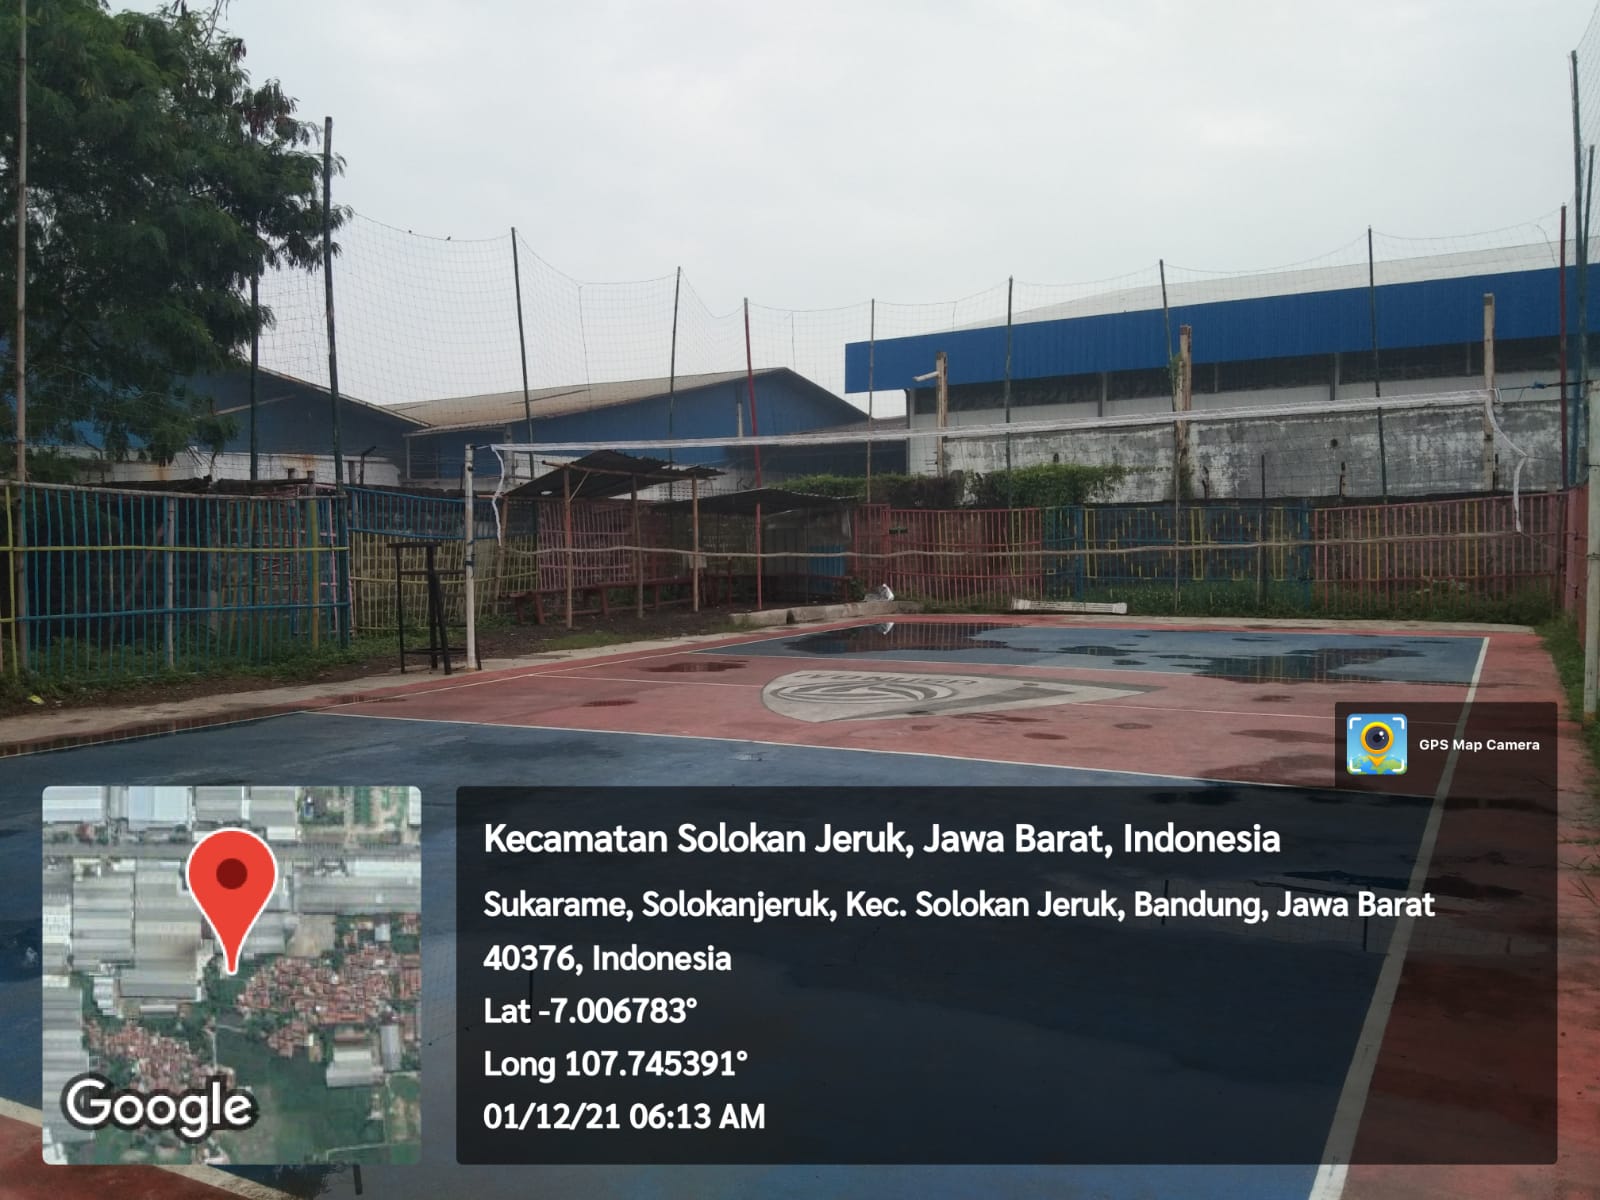 GPS Map Camera
Kecamatan Solokan Jeruk, Jawa Barat, Indonesia
Sukarame, Solokanjeruk, Kec. Solokan Jeruk, Bandung, Jawa Barat
40376, Indonesia
Lat -7.006783°
Long 107.745391°
01/12/21 06:13 AM
Google